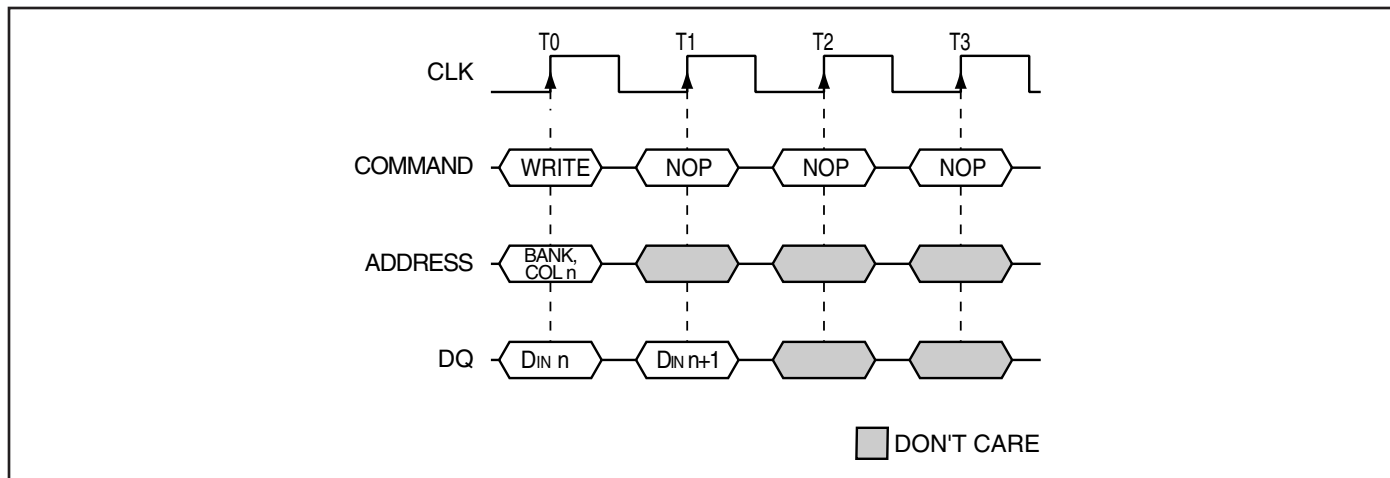 T0 T1 T2 T3
CLK
COMMAND WRITE NOP NOP NOP
ADDRESS BANK, COL n
DQ DIN n DIN n+1
DON'T CARE